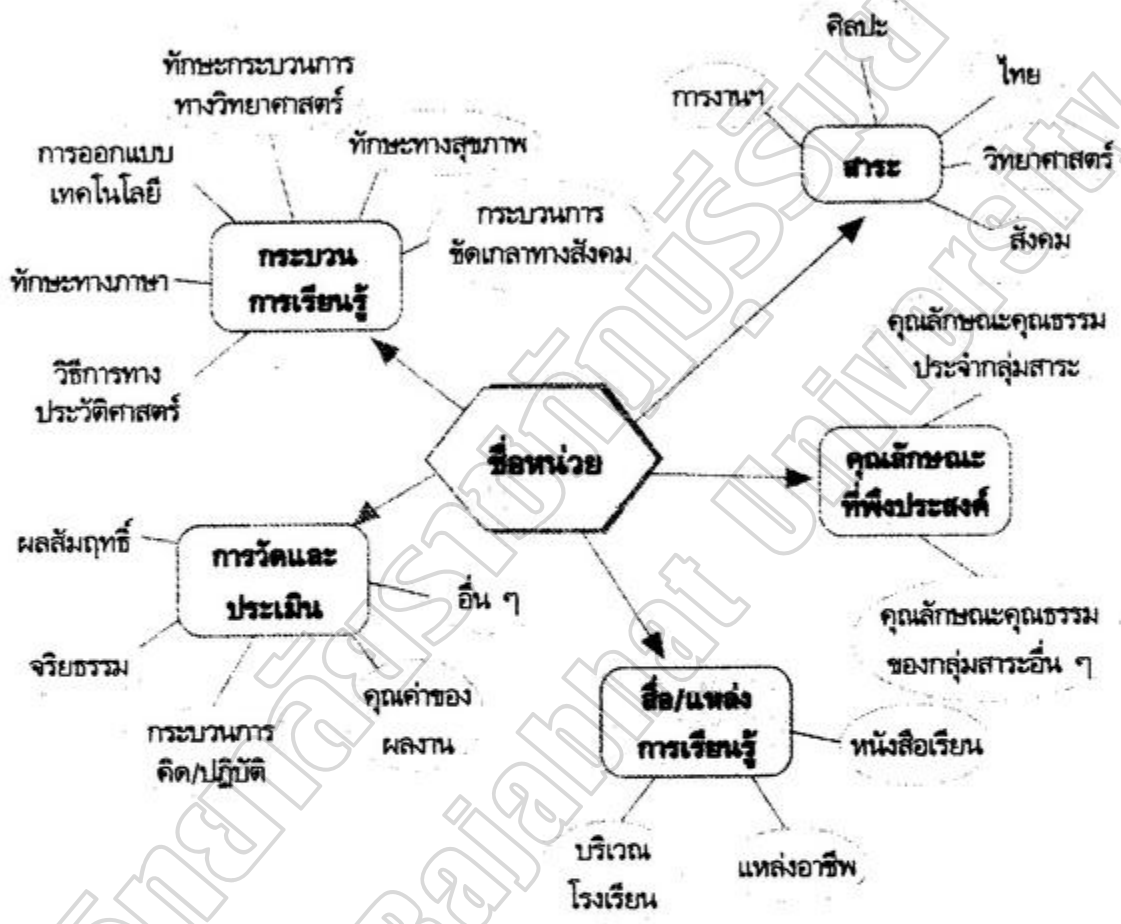 ศิลปะ
การงานฯ
ไทย
สาระ
วิทยาศาสตร์
สังคม
ทักษะกระบวนการ
ทางวิทยาศาสตร์
ทักษะทางสุขภาพ
การออกแบบ
เทคโนโลยี
กระบวนการ
ขัดเกลาทางสังคม
กระบวน
การเรียนรู้
ทักษะทางภาษา
วิธีการทาง
ประวัติศาสตร์
คุณลักษณะคุณธรรม
ประจำกลุ่มสาระ
ชื่อหน่วย
คุณลักษณะ
ที่พึงประสงค์
คุณลักษณะคุณธรรม
ของกลุ่มสาระอื่น ๆ
ผลสัมฤทธิ์
การวัดและ
ประเมิน
อื่น ๆ
จริยธรรม
กระบวนการ
คิด/ปฏิบัติ
คุณค่าของ
ผลงาน
สื่อ/แหล่ง
การเรียนรู้
หนังสือเรียน
บริเวณ
โรงเรียน
แหล่งอาชีพ
Rajabhat University